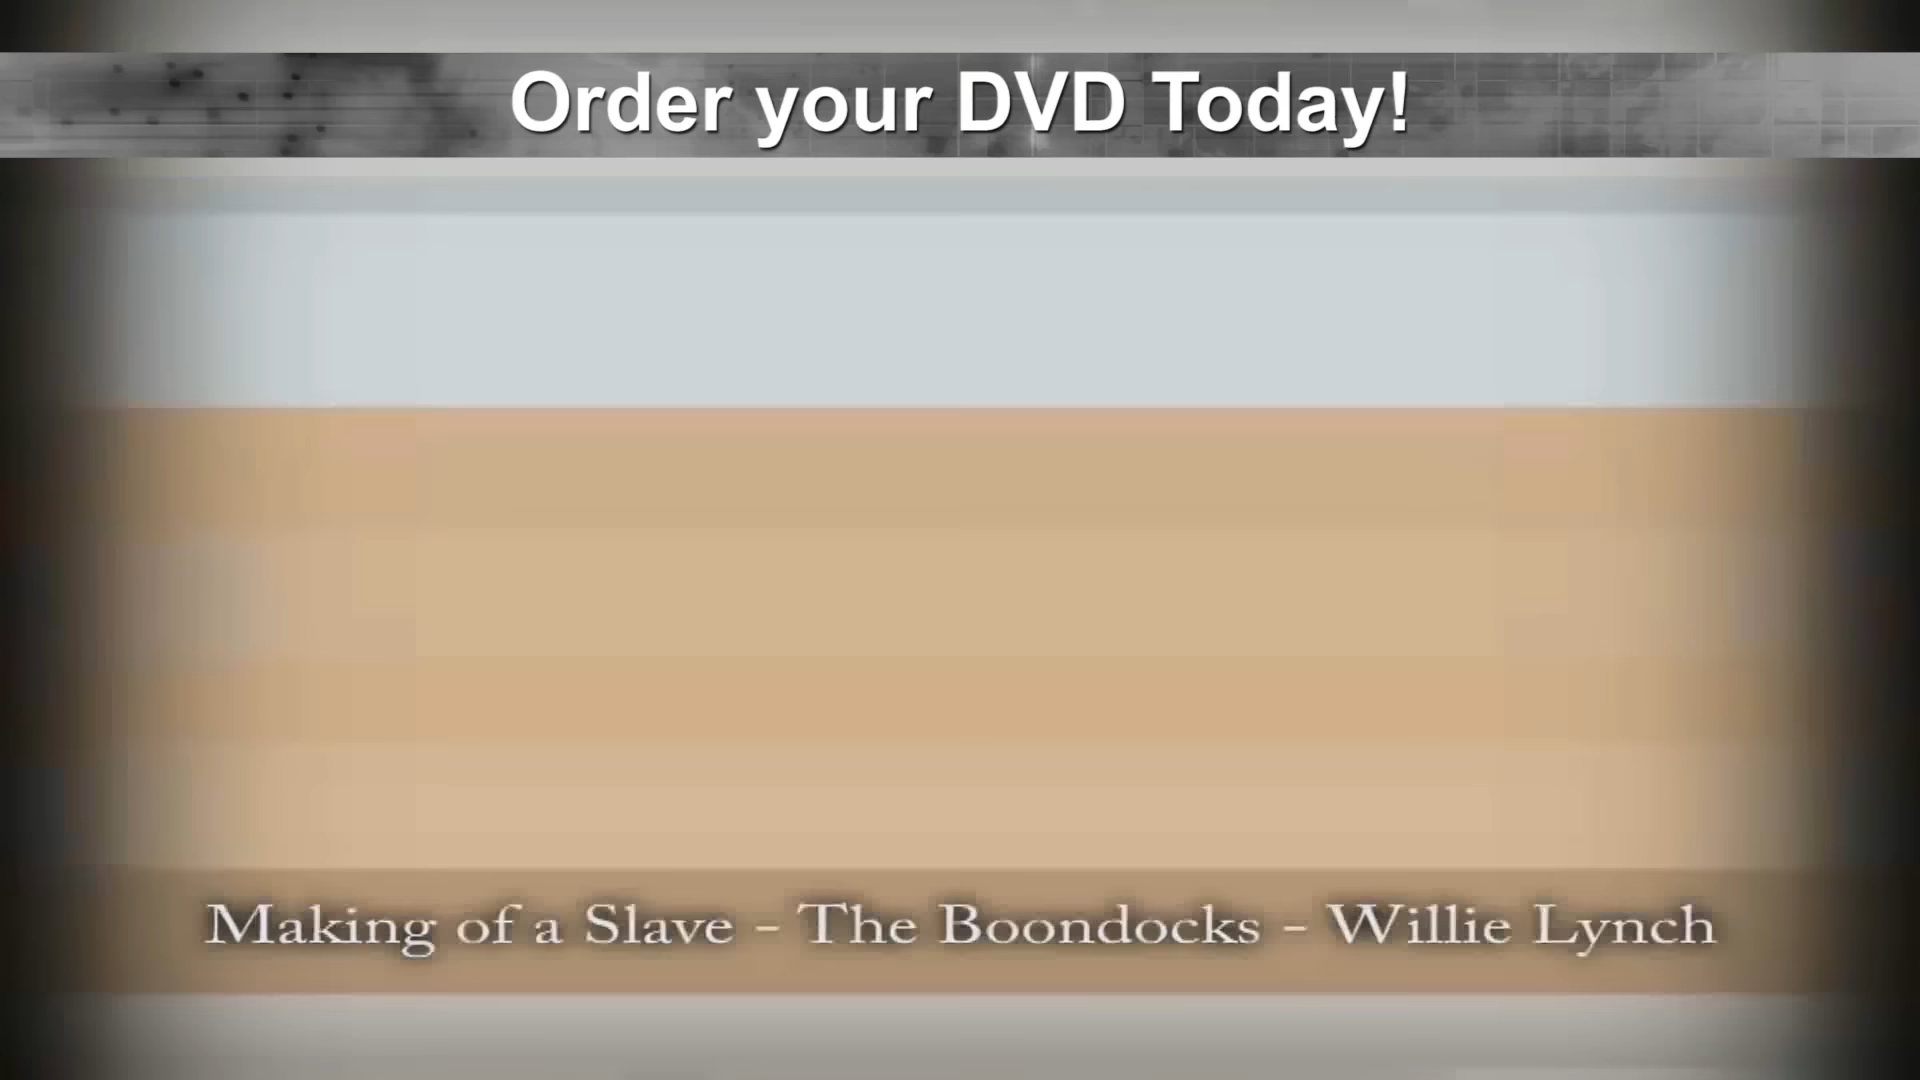 Order your DVD Today!
Making of a Slave - The Boondocks - Willie Lynch